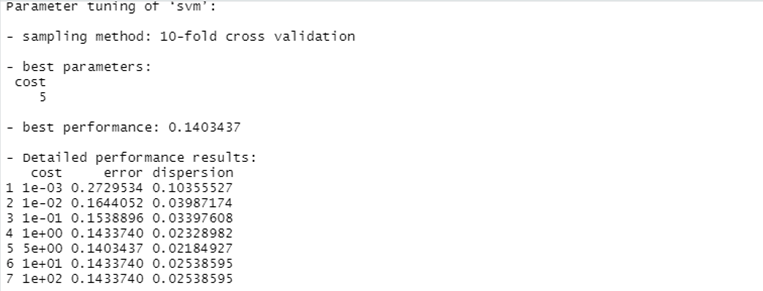 Parameter tuning of ‘svm’:
- sampling method: 10-fold cross validation
- best parameters:
 cost
    5
- best performance: 0.1403437
- Detailed performance results:
   cost     error dispersion
1 1e-03 0.2729534 0.10355527
2 1e-02 0.1644052 0.03987174
3 1e-01 0.1538896 0.03397608
4 1e+00 0.1433740 0.02328982
5 5e+00 0.1403437 0.02184927
6 1e+01 0.1433740 0.02538595
7 1e+02 0.1433740 0.02538595